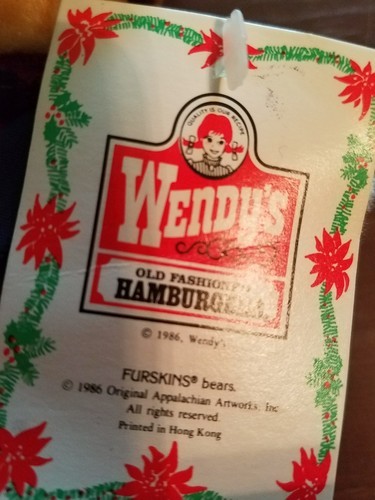 QUALITY IS OUR RECIPE
WENDY'S
OLD FASHIONED
HAMBURGERS
© 1986, Wendy's
FURSKINS® bears.
© 1986 Original Appalachian Artworks, Inc
All rights reserved.
Printed in Hong Kong